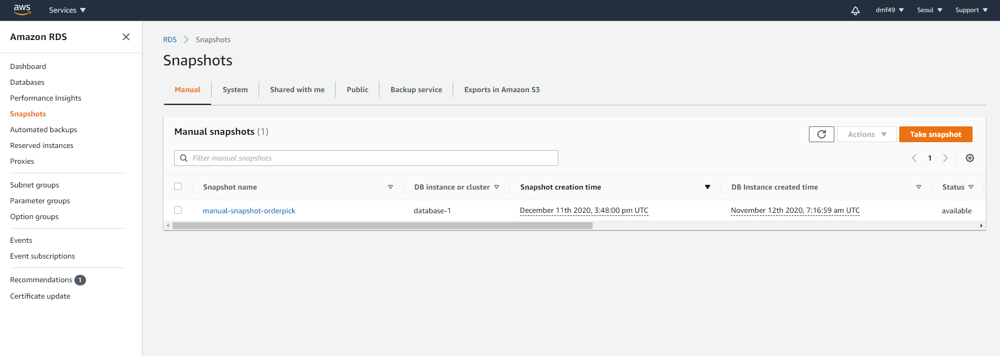 aws Services dmf49 Seoul Support
Amazon RDS
Dashboard
Databases
Performance Insights
Snapshots
Automated backups
Reserved instances
Proxies
Subnet groups
Parameter groups
Option groups
Events
Event subscriptions
Recommendations 1
Certificate update
RDS Snapshots
Snapshots
Manual System Shared with me Public Backup service Exports in Amazon S3
Manual snapshots (1)
Actions Take snapshot
Filter manual snapshots
1
Snapshot name DB instance or cluster Snapshot creation time DB Instance created time Status
manual-snapshot-orderpick database-1 December 11th 2020, 3:48:00 pm UTC November 12th 2020, 7:16:59 am UTC available